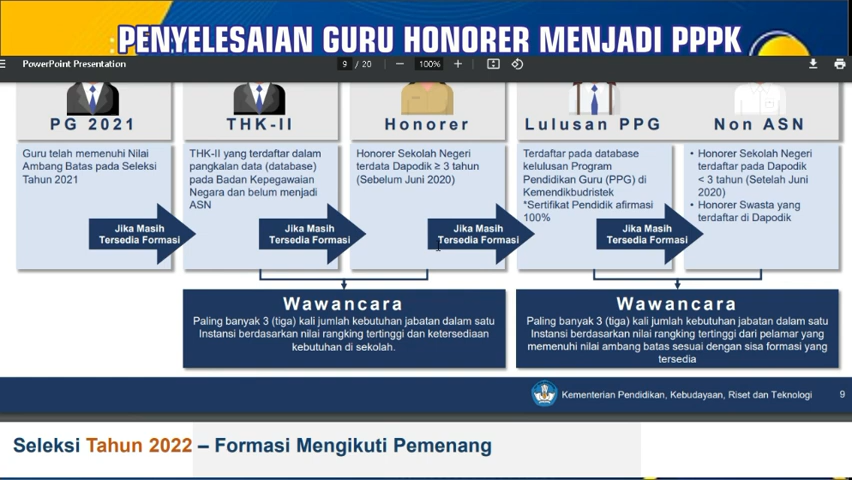 PENYELESAIAN GURU HONORER MENJADI PPPK
PowerPoint Presentation
9 / 20
100%
PG 2021
Guru telah memenuhi Nilai
Ambang Batas pada Seleksi
Tahun 2021
Jika Masih
Tersedia Formasi
THK-II
THK-II yang terdaftar dalam
pangkalan data (database)
pada Badan Kepegawaian
Negara dan belum menjadi
ASN
Jika Masih
Tersedia Formasi
Honorer
Honorer Sekolah Negeri
terdata Dapodik ≥ 3 tahun
(Sebelum Juni 2020)
Jika Masih
Tersedia Formasi
Lulusan PPG
Terdaftar pada database
kelulusan Program
Pendidikan Guru (PPG) di
Kemendikbudristek
*Sertifikat Pendidik afirmasi
100%
Jika Masih
Tersedia Formasi
Non ASN
• Honorer Sekolah Negeri
terdaftar pada Dapodik
< 3 tahun (Setelah Juni
2020)
• Honorer Swasta yang
terdaftar di Dapodik
Wawancara
Paling banyak 3 (tiga) kali jumlah kebutuhan jabatan dalam satu
Instansi berdasarkan nilai rangking tertinggi dan ketersediaan
kebutuhan di sekolah.
Wawancara
Paling banyak 3 (tiga) kali jumlah kebutuhan jabatan dalam satu
Instansi berdasarkan nilai rangking tertinggi dari pelamar yang
memenuhi nilai ambang batas sesuai dengan sisa formasi yang
tersedia
Kementerian Pendidikan, Kebudayaan, Riset dan Teknologi
9
Seleksi Tahun 2022 – Formasi Mengikuti Pemenang